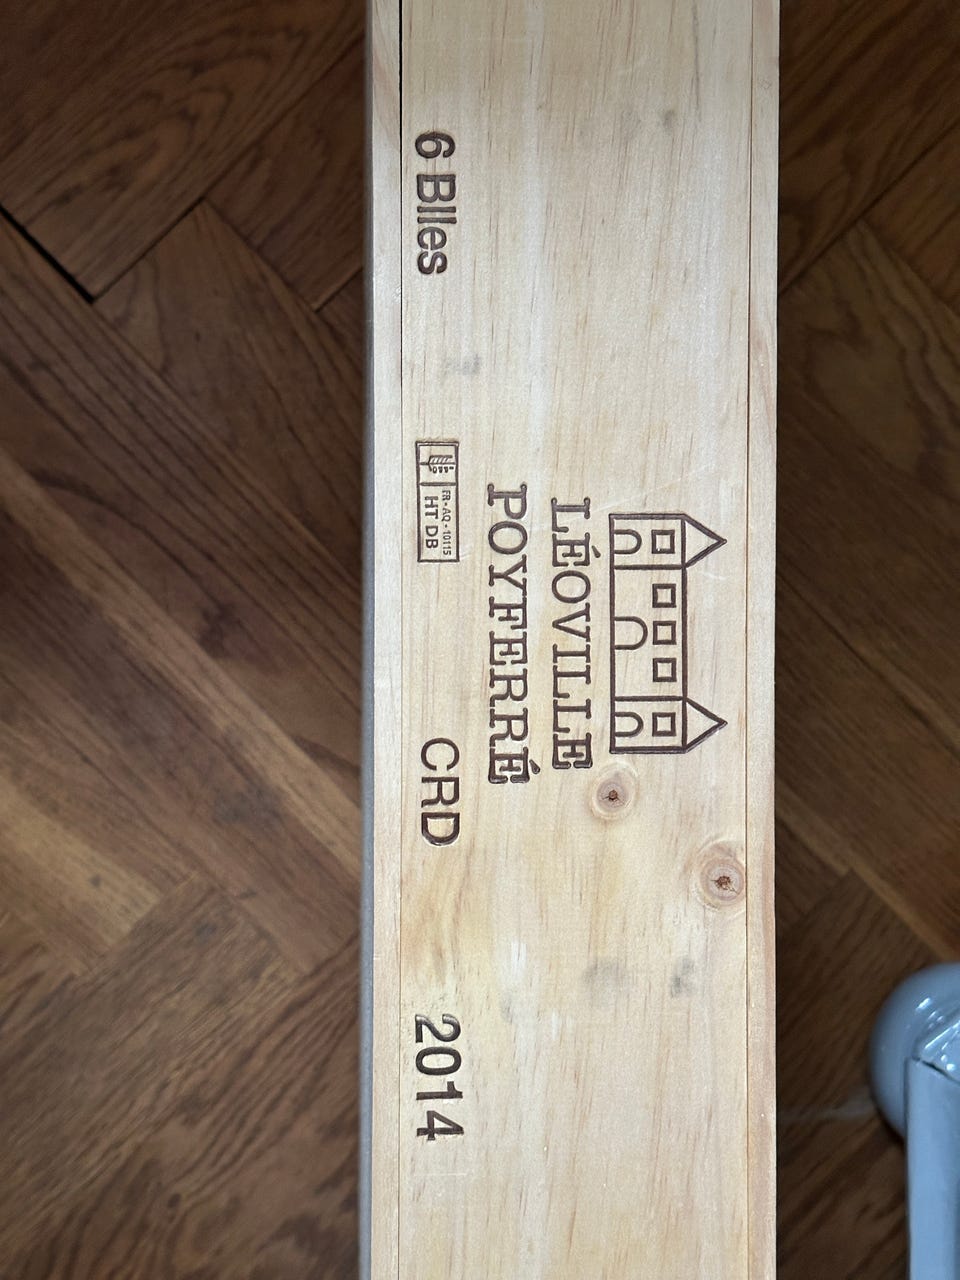 LÉOVILLE
POYFERRÉ
6 Blles
FR-AQ-10115
HT DB
CRD
2014